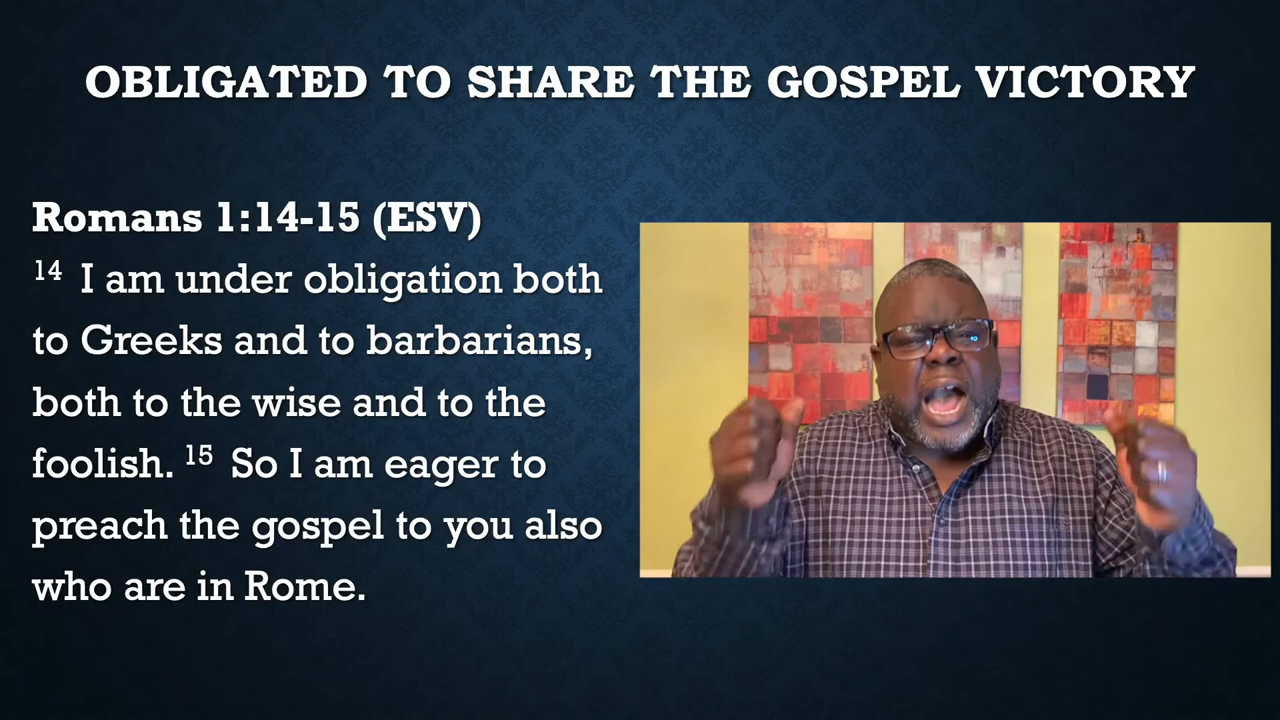 OBLIGATED TO SHARE THE GOSPEL VICTORY
Romans 1:14-15 (ESV)
14 I am under obligation both
to Greeks and to barbarians,
both to the wise and to the
foolish. 15 So I am eager to
preach the gospel to you also
who are in Rome.